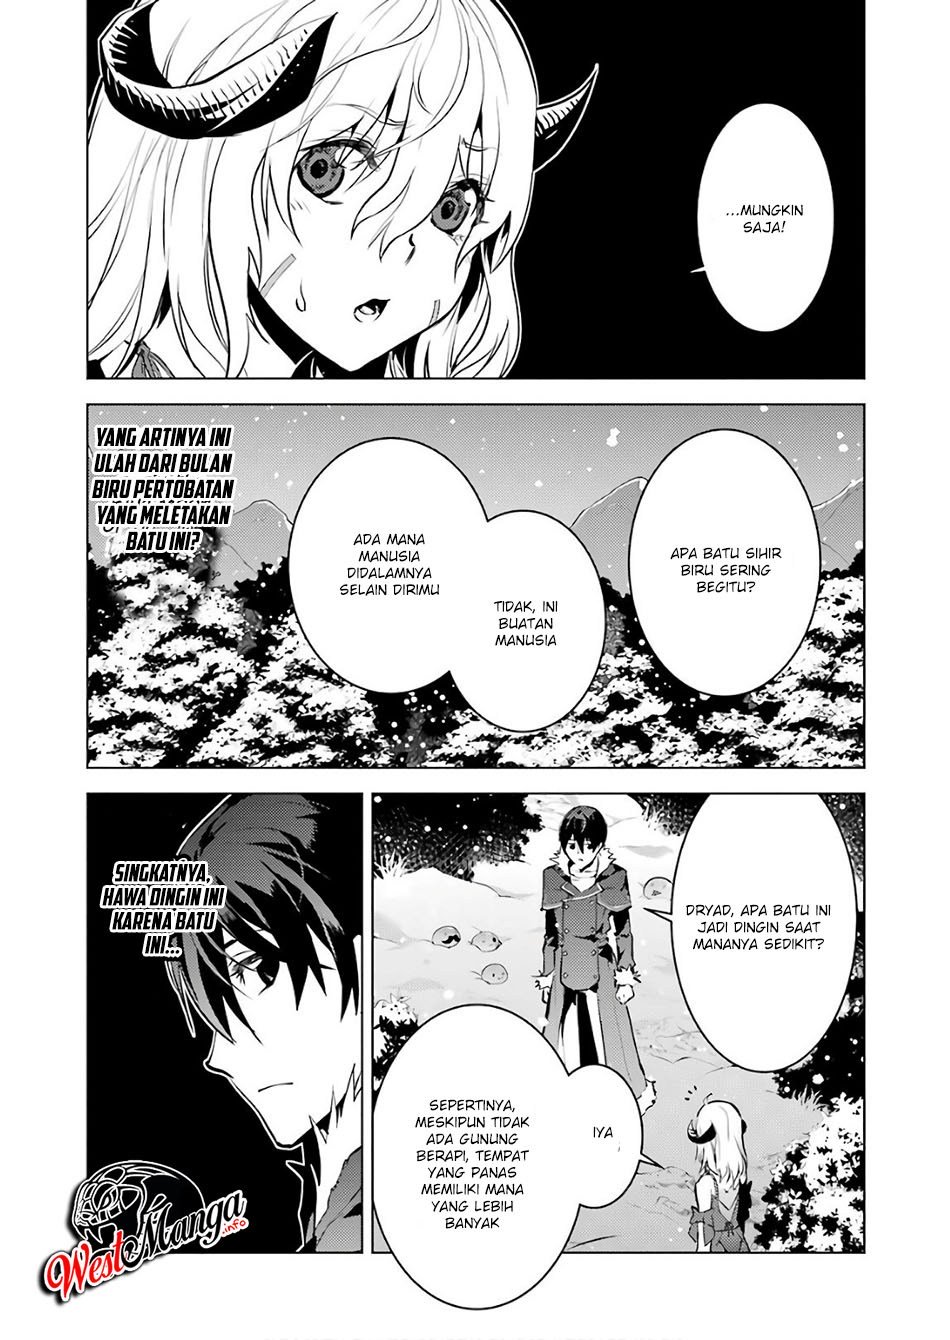 ...MUNGKIN
SAJA!
APA BATU SIHIR
BIRU SERING
BEGITU?
TIDAK, INI
BUATAN
MANUSIA
ADA MANA
MANUSIA
DIDALAMNYA
SELAIN DIRIMU
YANG ARTINYA INI
ULAH DARI BULAN
BIRU PERTOBATAN
YANG MELETAKAN
BATU INI?
DRYAD, APA BATU INI
JADI DINGIN SAAT
MANANYA SEDIKIT?
IYA
SEPERTINYA,
MESKIPUN TIDAK
ADA GUNUNG
BERAPI, TEMPAT
YANG PANAS
MEMILIKI MANA
YANG LEBIH
BANYAK
SINGKATNYA,
HAWA DINGIN INI
KARENA BATU
INI...
WestManga
.info